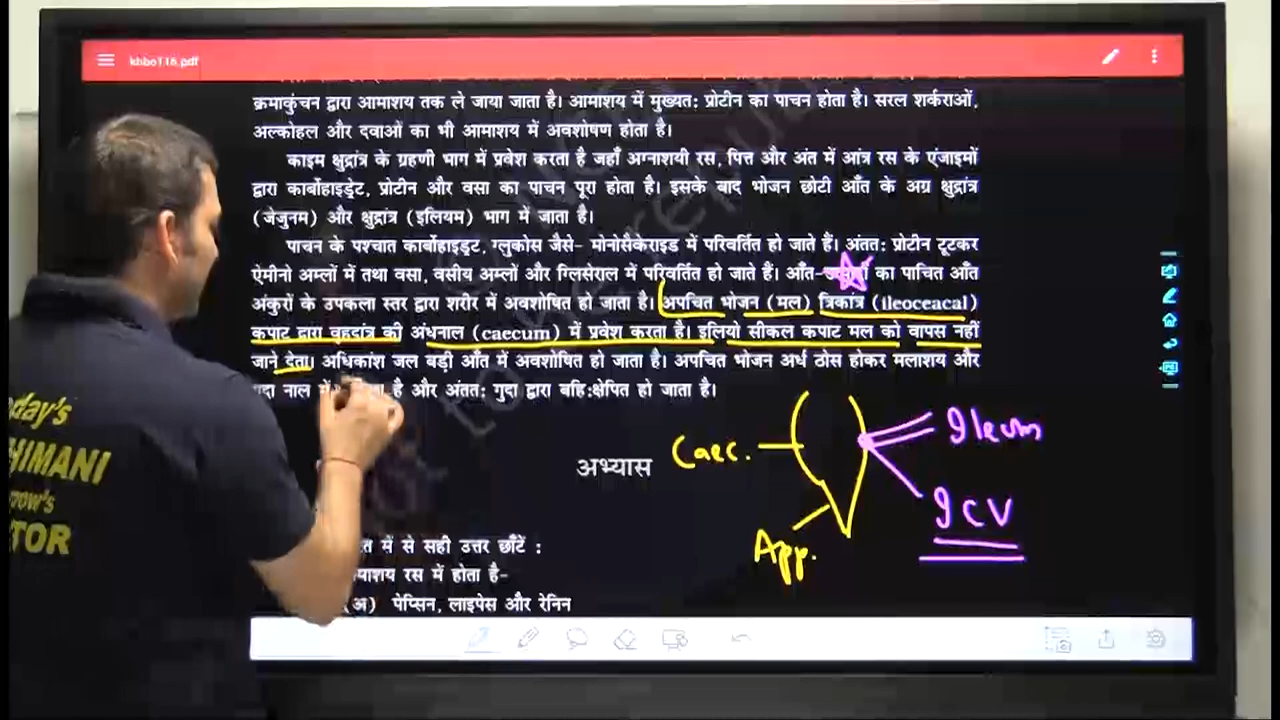 khbo116.pdf
क्रमाकुंचन द्वारा आमाशय तक ले जाया जाता है। आमाशय में मुख्यत: प्रोटीन का पाचन होता है। सरल शर्कराओं,
अल्कोहल और दवाओं का भी आमाशय में अवशोषण होता है।
काइम क्षुद्रांत्र के ग्रहणी भाग में प्रवेश करता है जहाँ अग्नाशयी रस, पित्त और अंत में आंत्र रस के एंजाइमों
द्वारा कार्बोहाइड्रेट, प्रोटीन और वसा का पाचन पूरा होता है। इसके बाद भोजन छोटी आँत के अग्र क्षुद्रांत्र
(जेजुनम) और क्षुद्रांत्र (इलियम) भाग में जाता है।
पाचन के पश्चात कार्बोहाइड्रेट, ग्लुकोस जैसे- मोनोसैकेराइड में परिवर्तित हो जाते हैं। अंतत: प्रोटीन टूटकर
ऐमीनो अम्लों में तथा वसा, वसीय अम्लों और ग्लिसेराल में परिवर्तित हो जाते हैं। आँत- का पाचित आँत
अंकुरों के उपकला स्तर द्वारा शरीर में अवशोषित हो जाता है। अपचित भोजन (मल) त्रिकांत्र (ileoceacal)
कपाट द्वारा वृहदांत्र की अंधनाल (caecum) में प्रवेश करता है। इलियो सीकल कपाट मल को वापस नहीं
जाने देता। अधिकांश जल बड़ी आँत में अवशोषित हो जाता है। अपचित भोजन अर्ध ठोस होकर मलाशय और
नाल में है और अंतत: गुदा द्वारा बहि:क्षेपित हो जाता है।
Caec.
Ileum
ICV
App.
अभ्यास
में से सही उत्तर छाँटें :
रस में होता है-
(अ) पेप्सिन, लाइपेस और रेनिन
day's
HIMANI
row's
TOR